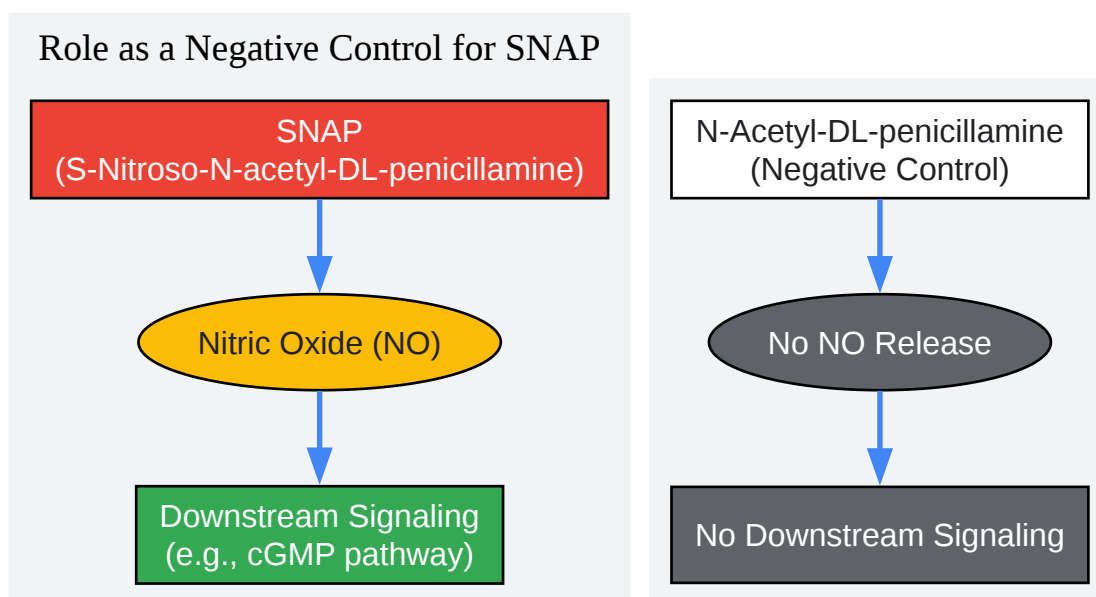 Role as a Negative Control for SNAP
SNAP
(S-Nitroso-N-acetyl-DL-penicillamine)
Nitric Oxide (NO)
Downstream Signaling
(e.g., cGMP pathway)
N-Acetyl-DL-penicillamine
(Negative Control)
No NO Release
No Downstream Signaling